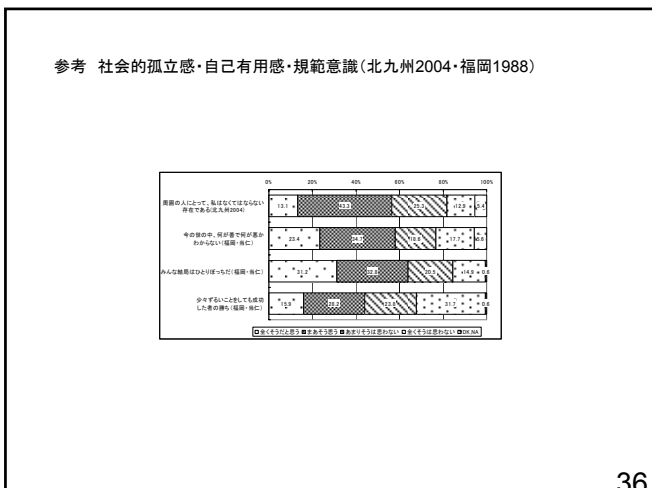 参考 社会的孤立感・自己有用感・規範意識(北九州2004・福岡1988)
0% 20% 40% 60% 80% 100%
周囲の人にとって、私はなくてはならない
存在である(北九州2004)
13.1 43.3 25.3 12.9 5.4
今の世の中、何が善で何が悪か
わからない(福岡・当仁)
23.4 34.7 17.7
みんな結局はひとりぼっちだ(福岡・当仁)
31.2 32.8 20.5 14.9 0.6
少々ずるいことをしても成功
した者の勝ち(福岡・当仁)
15.9 28.2 23.8 31.7
全くそうだと思う まあそう思う あまりそうは思わない 全くそうは思わない DK,NA
36